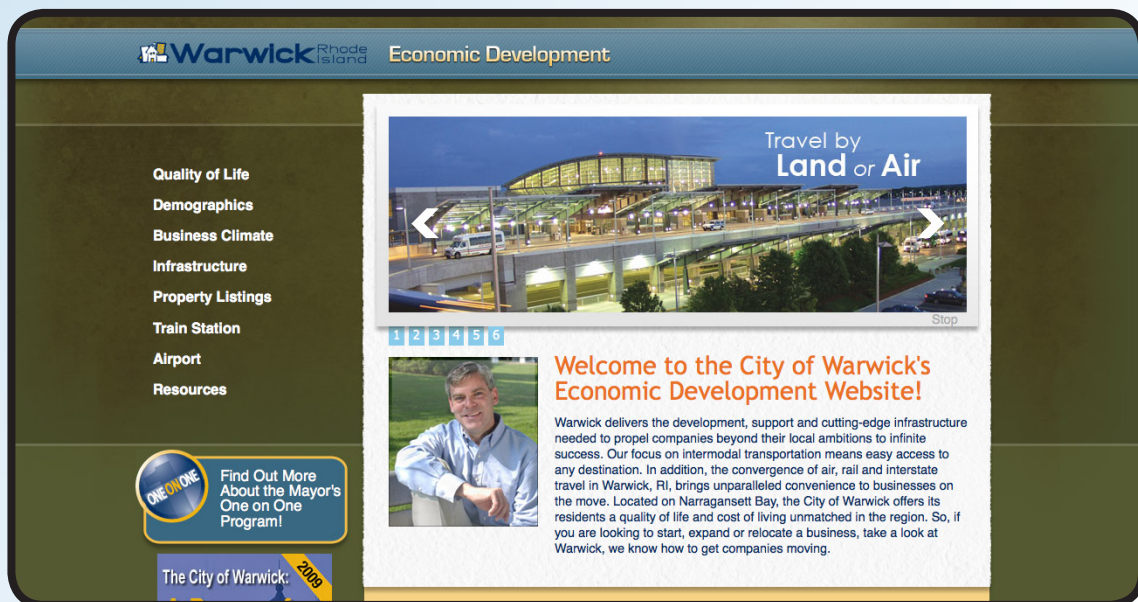 Warwick Rhode Island Economic Development
Travel by
Land or Air
Stop
1 2 3 4 5 6
Quality of Life
Demographics
Business Climate
Infrastructure
Property Listings
Train Station
Airport
Resources
ONE ON ONE
Find Out More
About the Mayor's
One on One
Program!
The City of Warwick:
2009
Welcome to the City of Warwick's
Economic Development Website!
Warwick delivers the development, support and cutting-edge infrastructure
needed to propel companies beyond their local ambitions to infinite
success. Our focus on intermodal transportation means easy access to
any destination. In addition, the convergence of air, rail and interstate
travel in Warwick, RI, brings unparalleled convenience to businesses on
the move. Located on Narragansett Bay, the City of Warwick offers its
residents a quality of life and cost of living unmatched in the region. So, if
you are looking to start, expand or relocate a business, take a look at
Warwick, we know how to get companies moving.